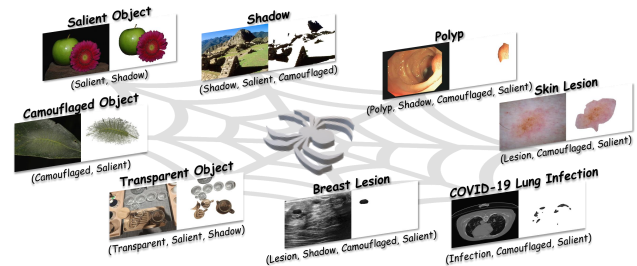 Salient Object
(Salient, Shadow)
Shadow
(Shadow, Salient, Camouflaged)
Polyp
(Polyp, Shadow, Camouflaged, Salient)
Skin Lesion
(Lesion, Camouflaged, Salient)
Camouflaged Object
(Camouflaged, Salient)
Transparent Object
(Transparent, Salient, Shadow)
Breast Lesion
(Lesion, Shadow, Camouflaged, Salient)
COVID-19 Lung Infection
(Infection, Camouflaged, Salient)